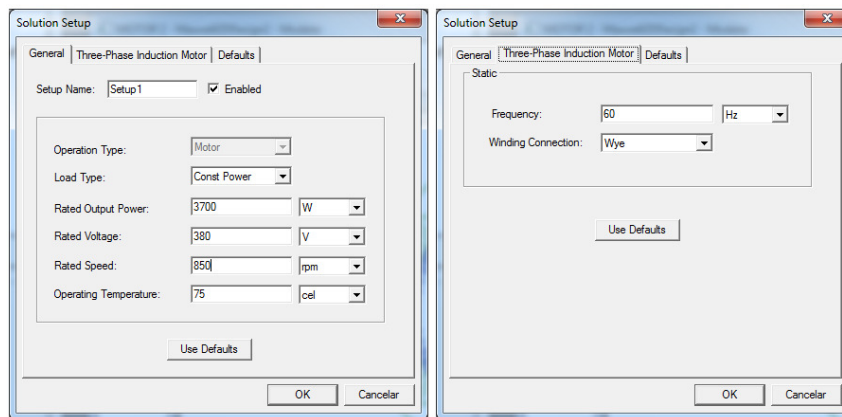 Solution Setup
General Three-Phase Induction Motor Defaults
Setup Name: Setup1 Enabled
Operation Type: Motor
Load Type: Const Power
Rated Output Power: 3700 W
Rated Voltage: 380 V
Rated Speed: 850 rpm
Operating Temperature: 75 cel
Use Defaults
OK Cancelar
Solution Setup
General Three-Phase Induction Motor Defaults
Static
Frequency: 60 Hz
Winding Connection: Wye
Use Defaults
OK Cancelar